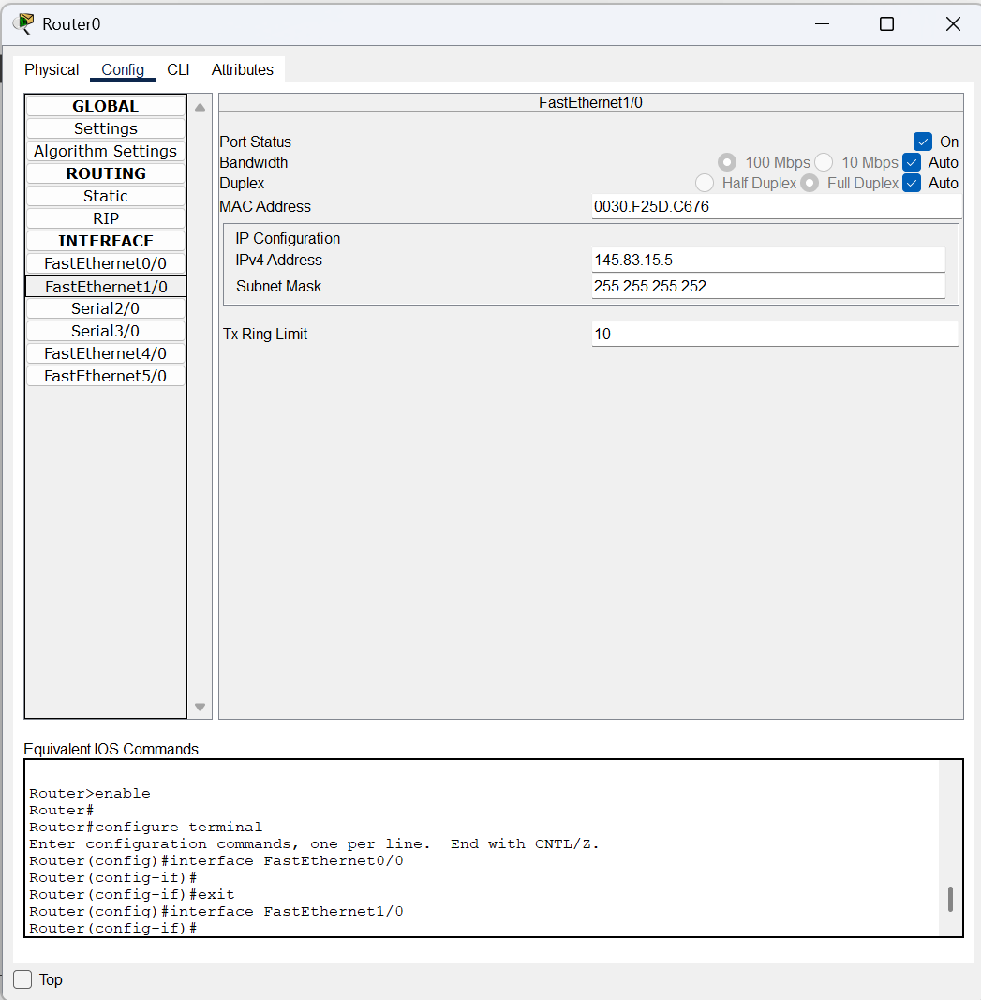 Router0
Physical Config CLI Attributes
GLOBAL
Settings
Algorithm Settings
ROUTING
Static
RIP
INTERFACE
FastEthernet0/0
FastEthernet1/0
Serial2/0
Serial3/0
FastEthernet4/0
FastEthernet5/0
FastEthernet1/0
Port Status On
Bandwidth 100 Mbps 10 Mbps Auto
Duplex Half Duplex Full Duplex Auto
MAC Address 0030.F25D.C676
IP Configuration
IPv4 Address 145.83.15.5
Subnet Mask 255.255.255.252
Tx Ring Limit 10
Equivalent IOS Commands
Router>enable
Router#
Router#configure terminal
Enter configuration commands, one per line.  End with CNTL/Z.
Router(config)#interface FastEthernet0/0
Router(config-if)#
Router(config-if)#exit
Router(config)#interface FastEthernet1/0
Router(config-if)#
Top